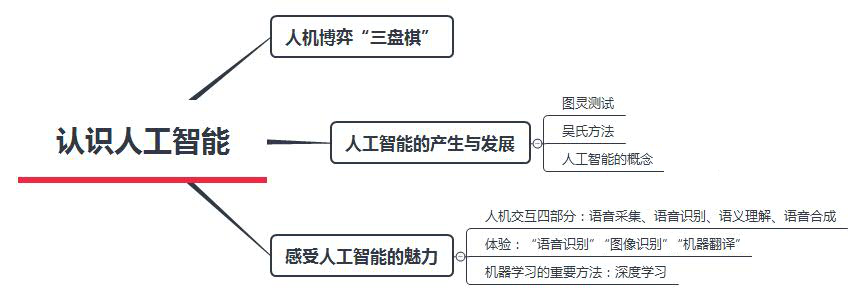 人机博弈“三盘棋”
认识人工智能
人工智能的产生与发展
图灵测试
吴氏方法
人工智能的概念
感受人工智能的魅力
人机交互四部分：语音采集、语音识别、语义理解、语音合成
体验：“语音识别”“图像识别”“机器翻译”
机器学习的重要方法：深度学习